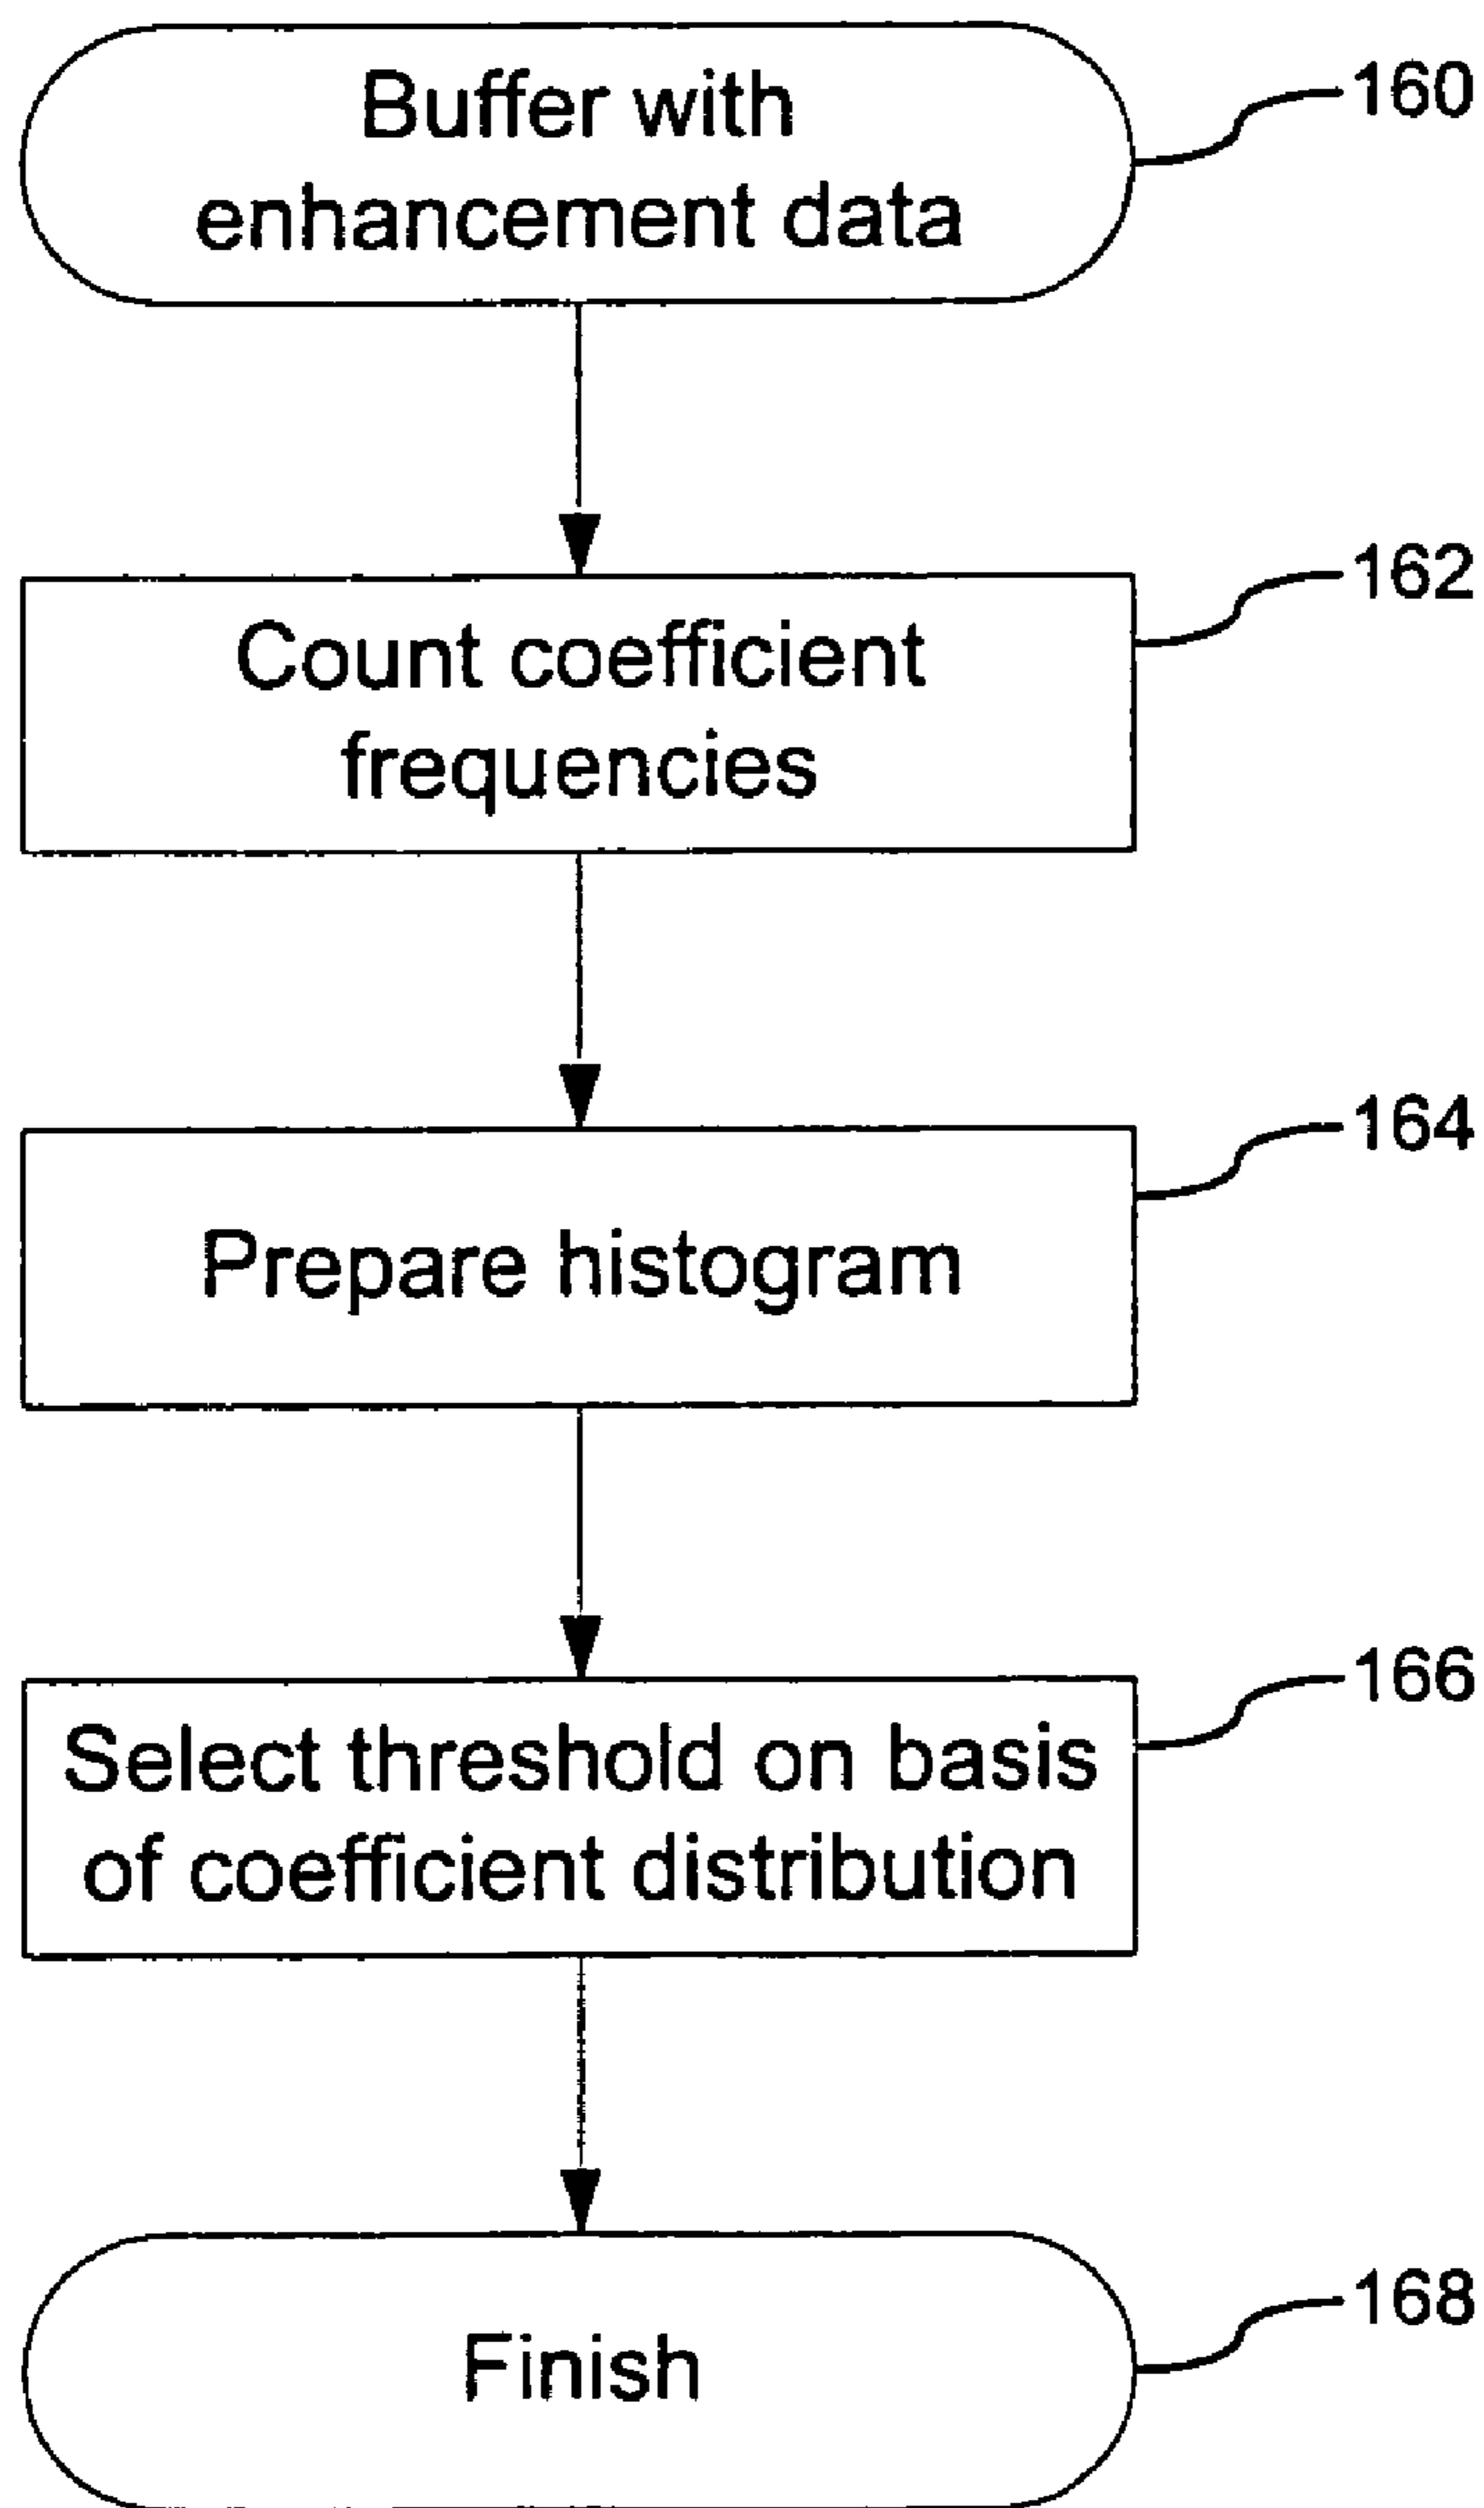 Buffer with
enhancement data
160
Count coefficient
frequencies
162
Prepare histogram
164
Select threshold on basis
of coefficient distribution
166
Finish
168